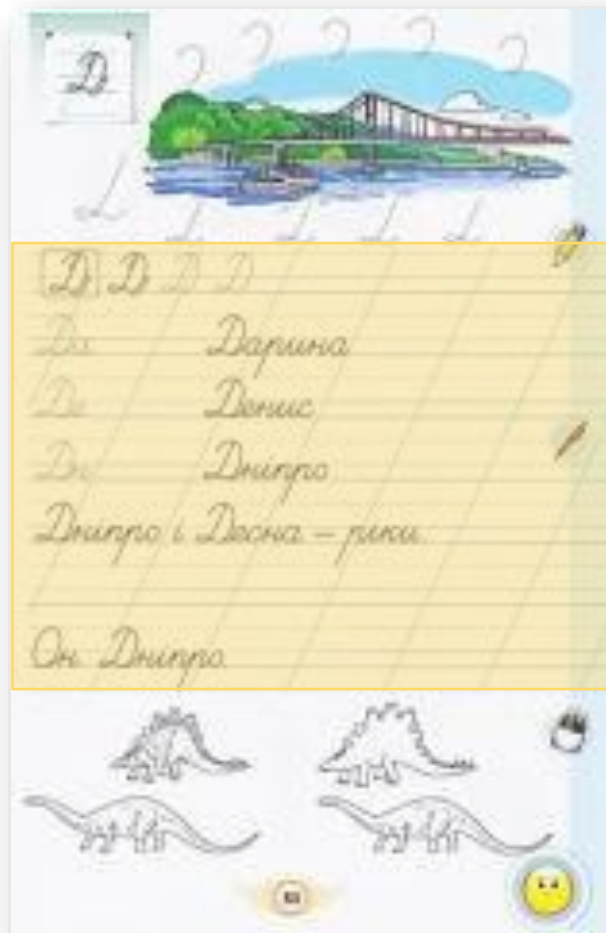 Д
Д Д Д Д
Да Дарина
Де Денис
Дн Дніпро
Дніпро і Десна – ріки.
Он Дніпро.